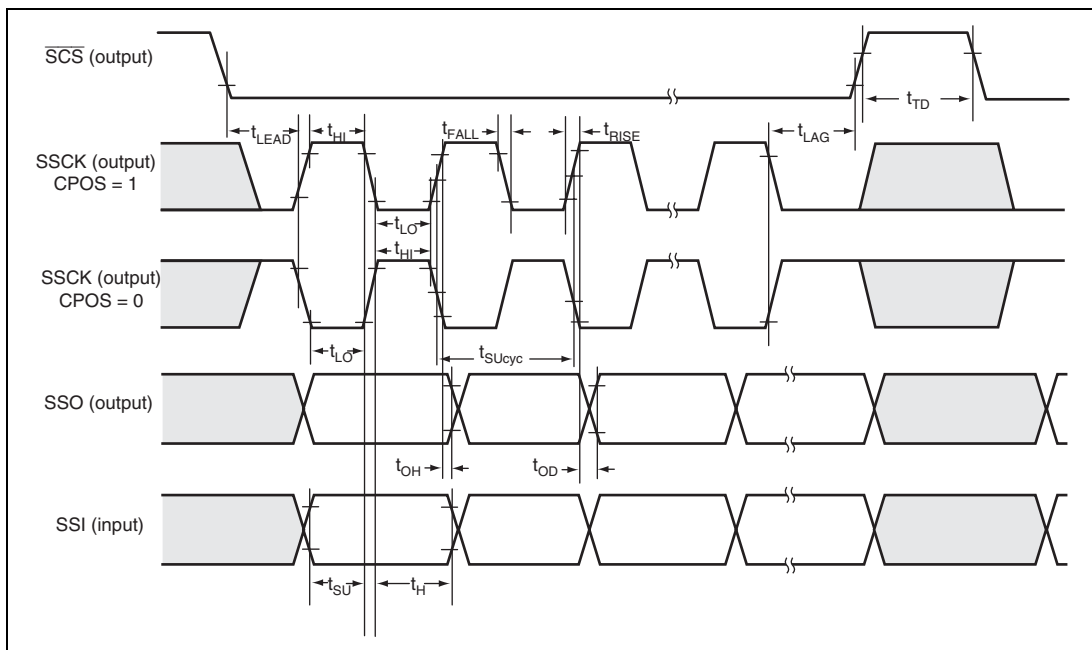 SCS (output)
tTD
tLEAD
tHI
tFALL
tRISE
tLAG
SSCK (output)
CPOS = 1
tLO
tHI
SSCK (output)
CPOS = 0
tLO
tSUcyc
SSO (output)
tOH
tOD
SSI (input)
tSU
tH